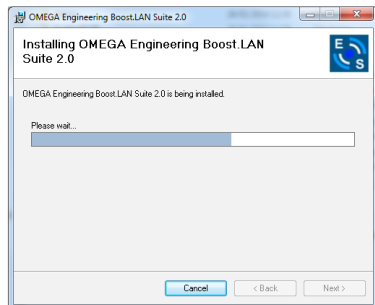 OMEGA Engineering Boost.LAN Suite 2.0
Installing OMEGA Engineering Boost.LAN
Suite 2.0
E
S
OMEGA Engineering Boost.LAN Suite 2.0 is being installed.
Please wait...
Cancel
< Back
Next >